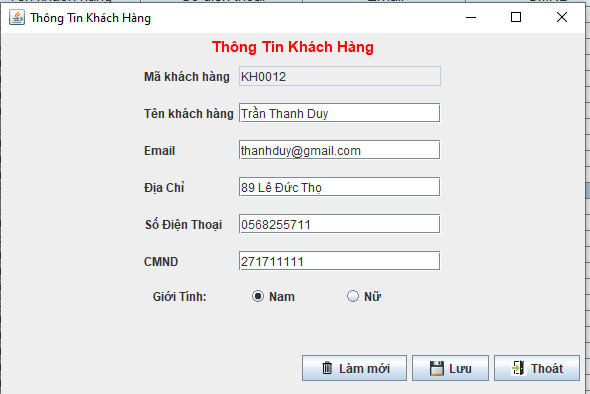 Thông Tin Khách Hàng
Thông Tin Khách Hàng
Mã khách hàng KH0012
Tên khách hàng Trần Thanh Duy
Email thanhduy@gmail.com
Địa Chỉ 89 Lê Đức Thọ
Số Điện Thoại 0568255711
CMND 271711111
Giới Tính: Nam Nữ
Làm mới Lưu Thoát